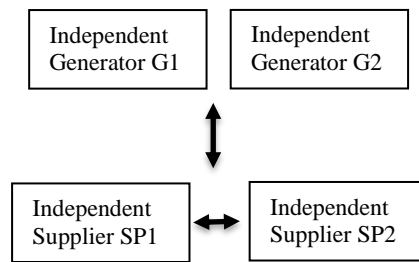 Independent
Generator G1
Independent
Generator G2
Independent
Supplier SP1
Independent
Supplier SP2